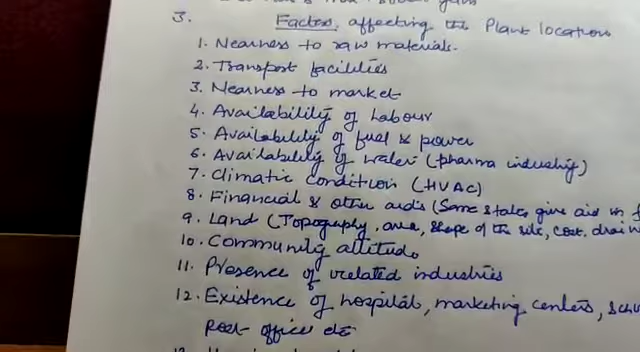 3. Factors affecting the Plant location
1. Nearness to raw materials.
2. Transport facilities
3. Nearness to market
4. Availability of Labour
5. Availability of fuel & power
6. Availability of water (pharma industry)
7. Climatic condition (HVAC)
8. Financial & other aids (Some states give aid in
9. Land (Topography, area, shape of the site, cost, drain
10. Community attitude
11. Presence of related industries
12. Existence of hospital, marketing centers,
Post-office etc